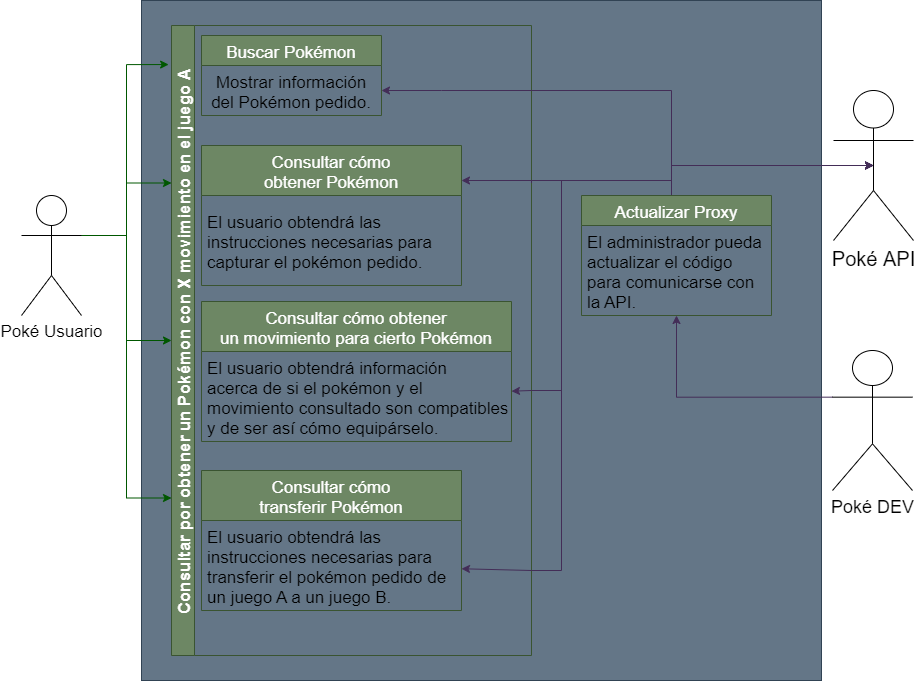 Consultar por obtener un Pokémon con X movimiento en el juego A
Buscar Pokémon
Mostrar información
del Pokémon pedido.
Consultar cómo
obtener Pokémon
El usuario obtendrá las
instrucciones necesarias para
capturar el pokémon pedido.
Consultar cómo obtener
un movimiento para cierto Pokémon
El usuario obtendrá información
acerca de si el pokémon y el
movimiento consultado son compatibles
y de ser así cómo equipárselo.
Consultar cómo
transferir Pokémon
El usuario obtendrá las
instrucciones necesarias para
transferir el pokémon pedido de
un juego A a un juego B.
Actualizar Proxy
El administrador pueda
actualizar el código
para comunicarse con
la API.
Poké Usuario
Poké API
Poké DEV